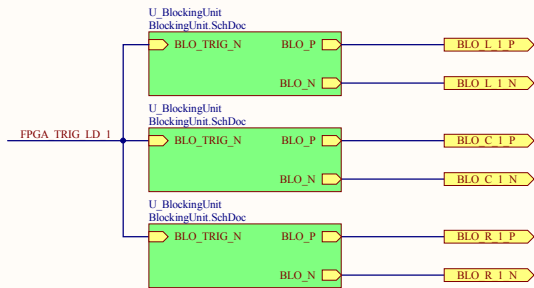 U_BlockingUnit
BlockingUnit.SchDoc
BLO_TRIG_N BLO_P BLO_L_1_P
BLO_N BLO_L_1_N
U_BlockingUnit
BlockingUnit.SchDoc
FPGA_TRIG_LD_1 BLO_TRIG_N BLO_P BLO_C_1_P
BLO_N BLO_C_1_N
U_BlockingUnit
BlockingUnit.SchDoc
BLO_TRIG_N BLO_P BLO_R_1_P
BLO_N BLO_R_1_N